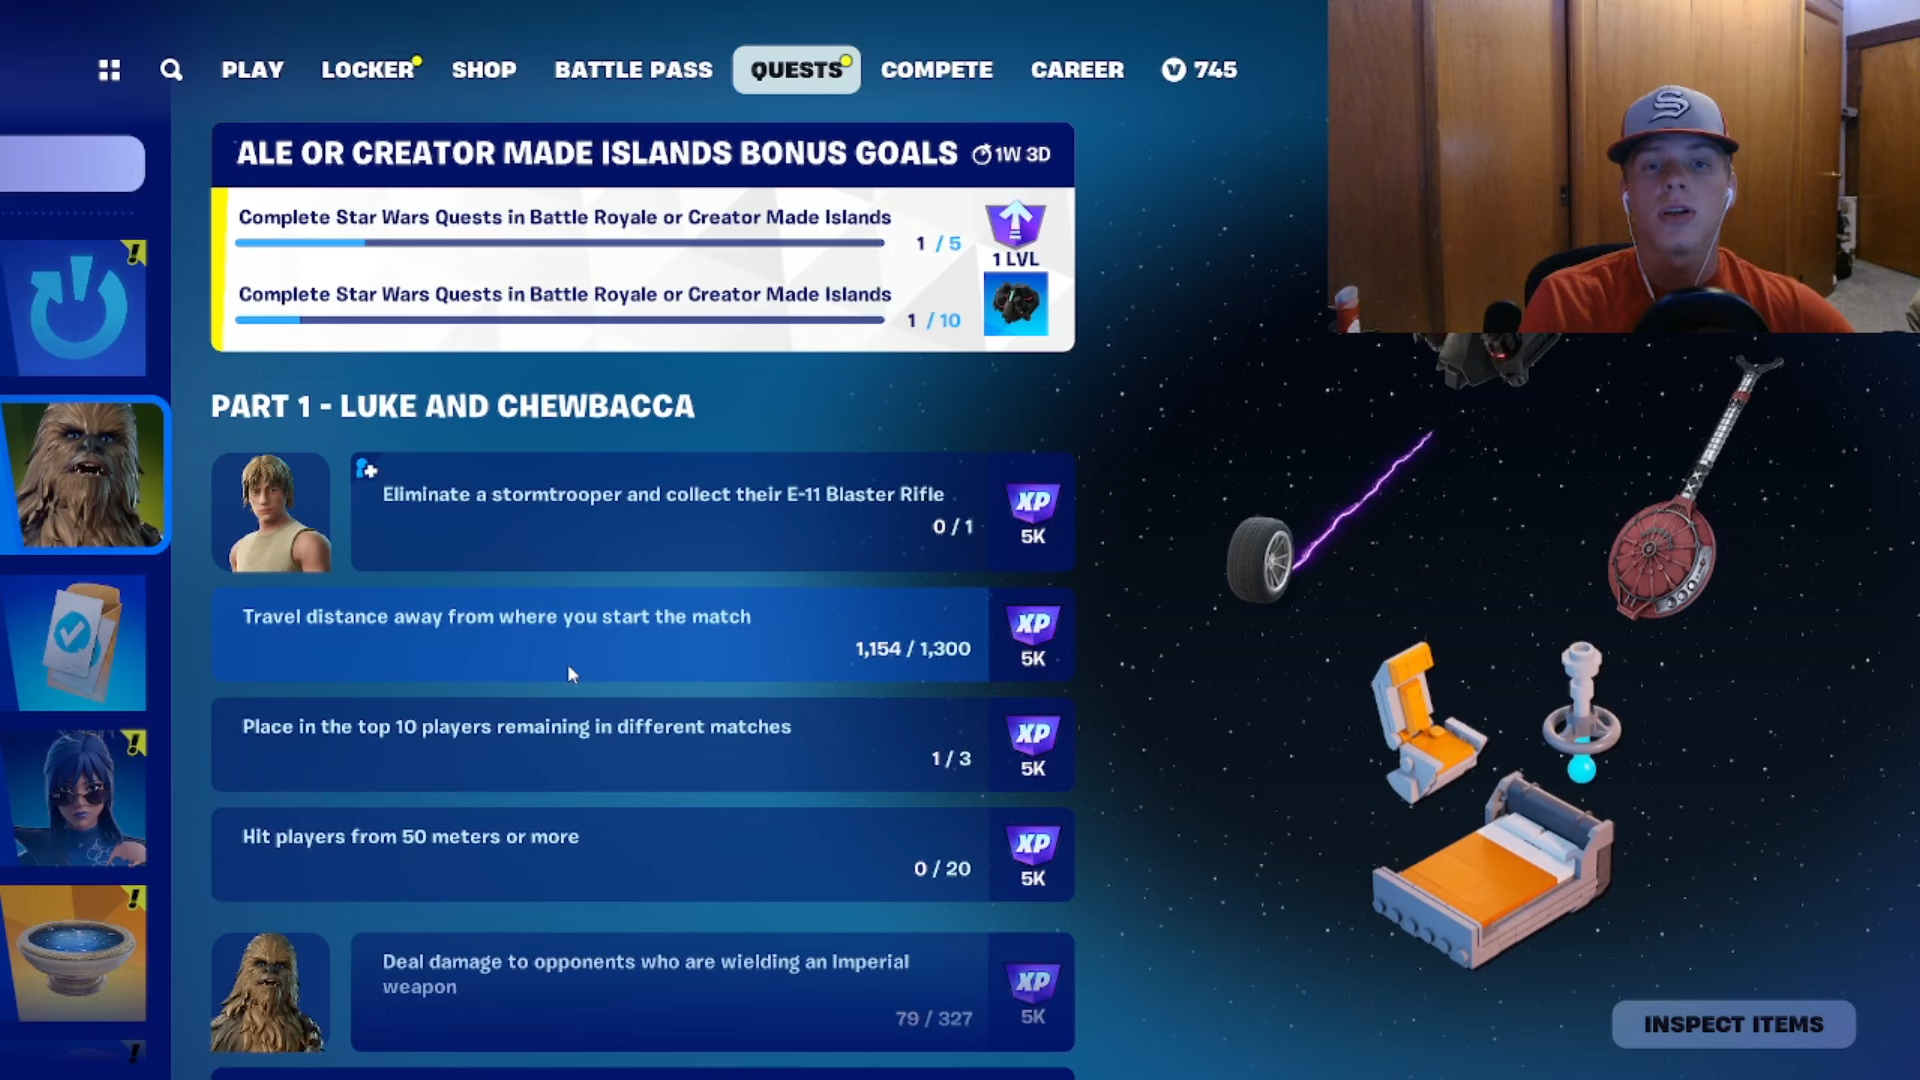 PLAY LOCKER SHOP BATTLE PASS QUESTS COMPETE CAREER V 745
ALE OR CREATOR MADE ISLANDS BONUS GOALS 1W 3D
Complete Star Wars Quests in Battle Royale or Creator Made Islands
1 / 5
1 LVL
Complete Star Wars Quests in Battle Royale or Creator Made Islands
1 / 10
PART 1 - LUKE AND CHEWBACCA
Eliminate a stormtrooper and collect their E-11 Blaster Rifle
0 / 1
XP
5K
Travel distance away from where you start the match
1,154 / 1,300
XP
5K
Place in the top 10 players remaining in different matches
1 / 3
XP
5K
Hit players from 50 meters or more
0 / 20
XP
5K
Deal damage to opponents who are wielding an Imperial
weapon
79 / 327
XP
5K
INSPECT ITEMS
S